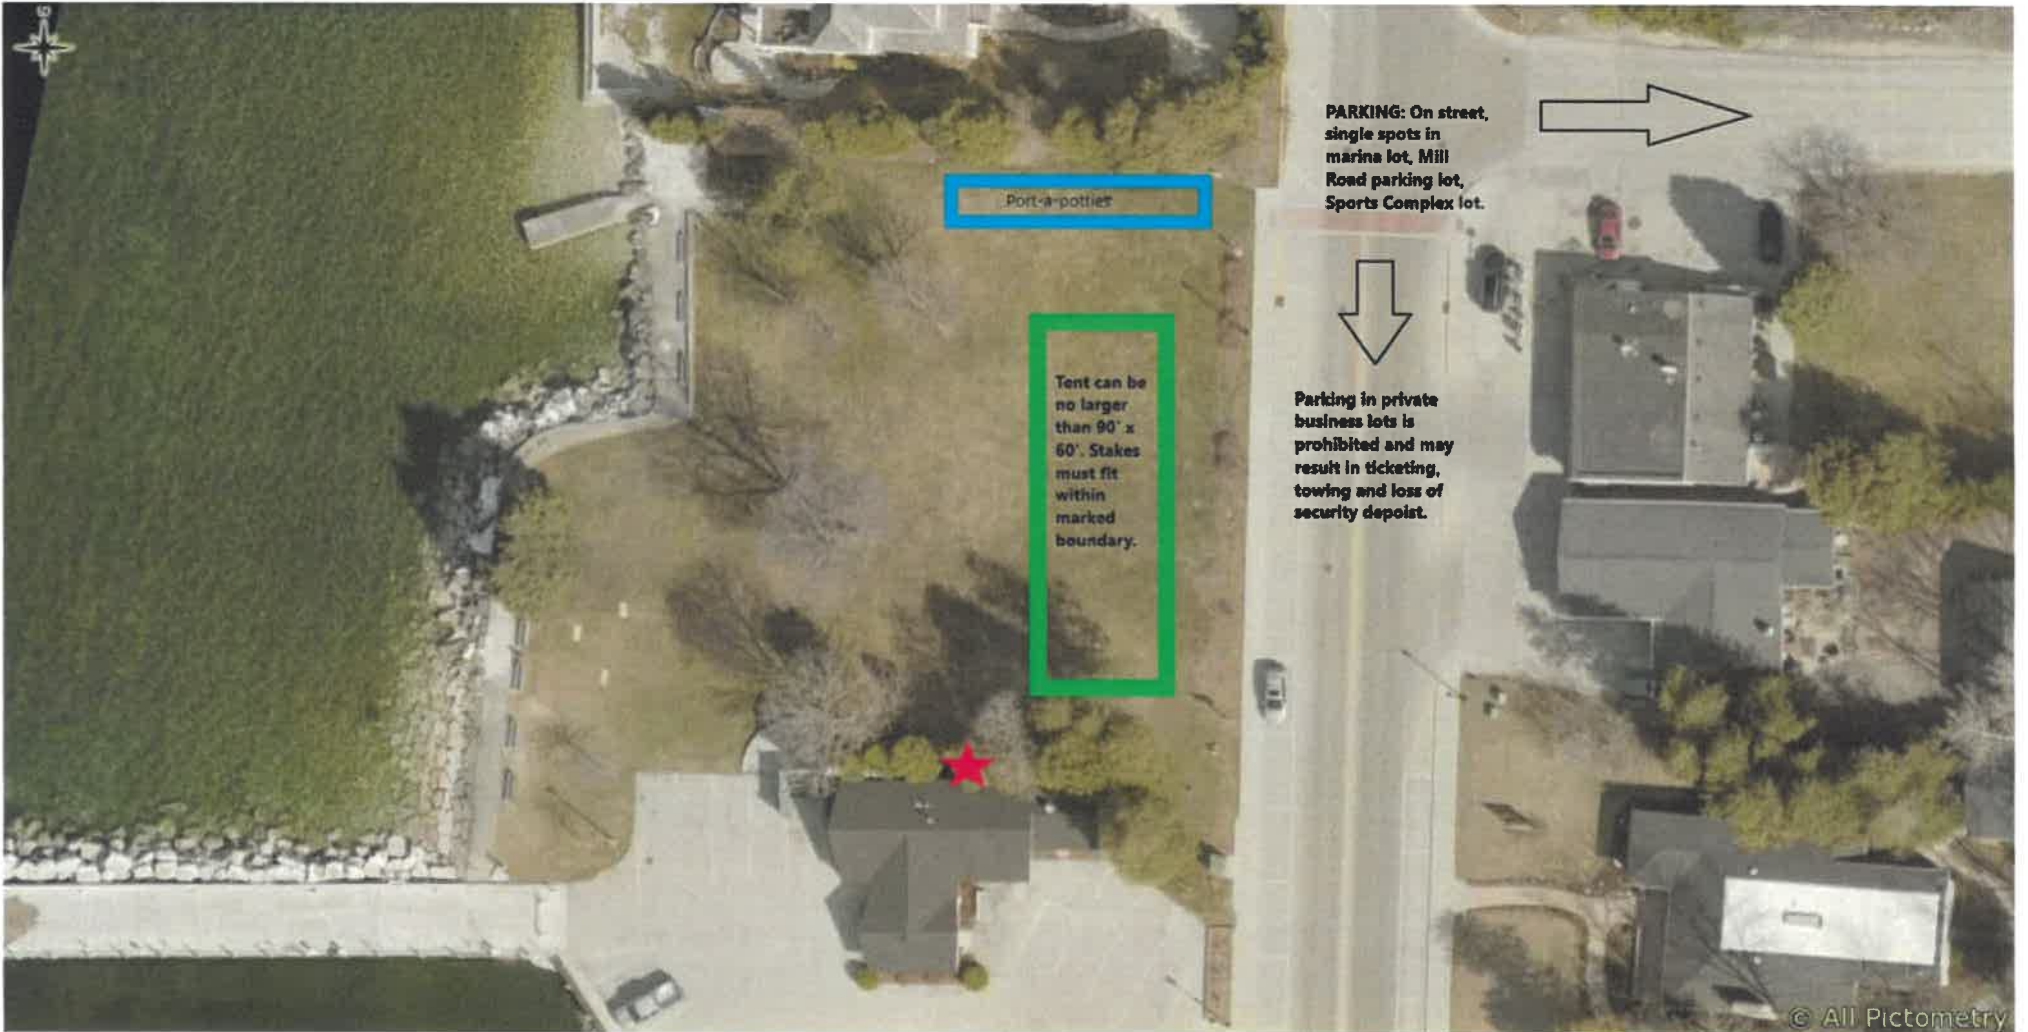 PARKING: On street,
single spots in
marina lot, Mill
Road parking lot,
Sports Complex lot.
Port-a-potties
Tent can be
no larger
than 90' x
60'. Stakes
must fit
within
marked
boundary.
Parking in private
business lots is
prohibited and may
result in ticketing,
towing and loss of
security depoist.
© All Pictometry